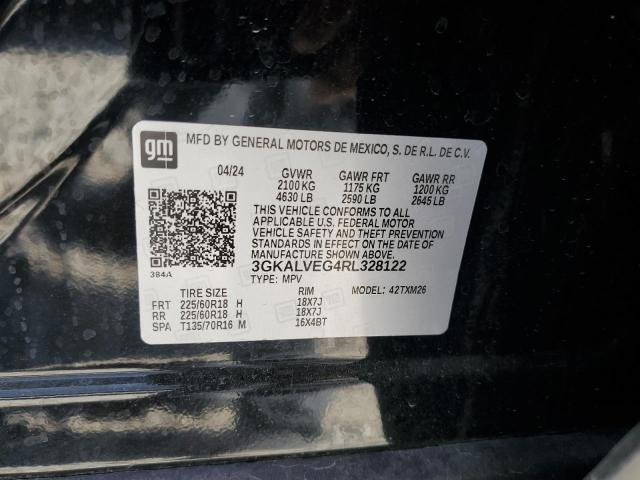 gm
MFD BY GENERAL MOTORS DE MEXICO, S. DE R.L. DE C.V.
04/24 GVWR GAWR FRT GAWR RR
2100 KG 1175 KG 1200 KG
4630 LB 2590 LB 2645 LB
THIS VEHICLE CONFORMS TO ALL
APPLICABLE U.S. FEDERAL MOTOR
VEHICLE SAFETY AND THEFT PREVENTION
STANDARDS IN EFFECT ON THE DATE OF
MANUFACTURE SHOWN ABOVE.
384A 3GKALVEG4RL328122
TYPE: MPV MODEL: 42TXM26
TIRE SIZE RIM
FRT 225/60R18 H 18X7J
RR 225/60R18 H 18X7J
SPA T135/70R16 M 16X4BT